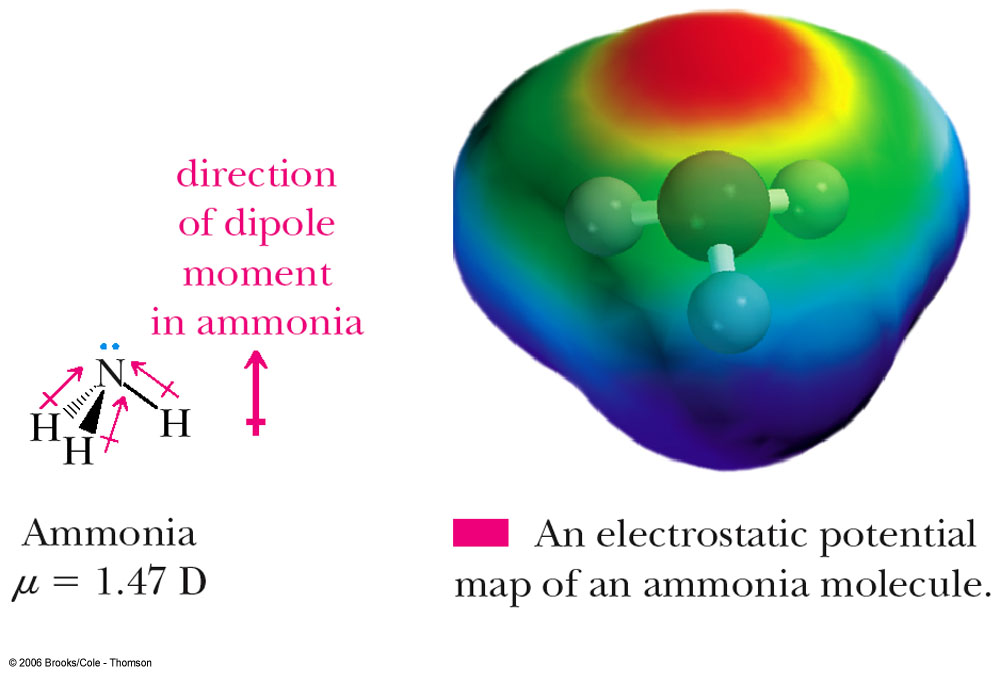 direction
of dipole
moment
in ammonia
N
H
H
H
Ammonia
μ = 1.47 D
An electrostatic potential
map of an ammonia molecule.
© 2006 Brooks/Cole - Thomson